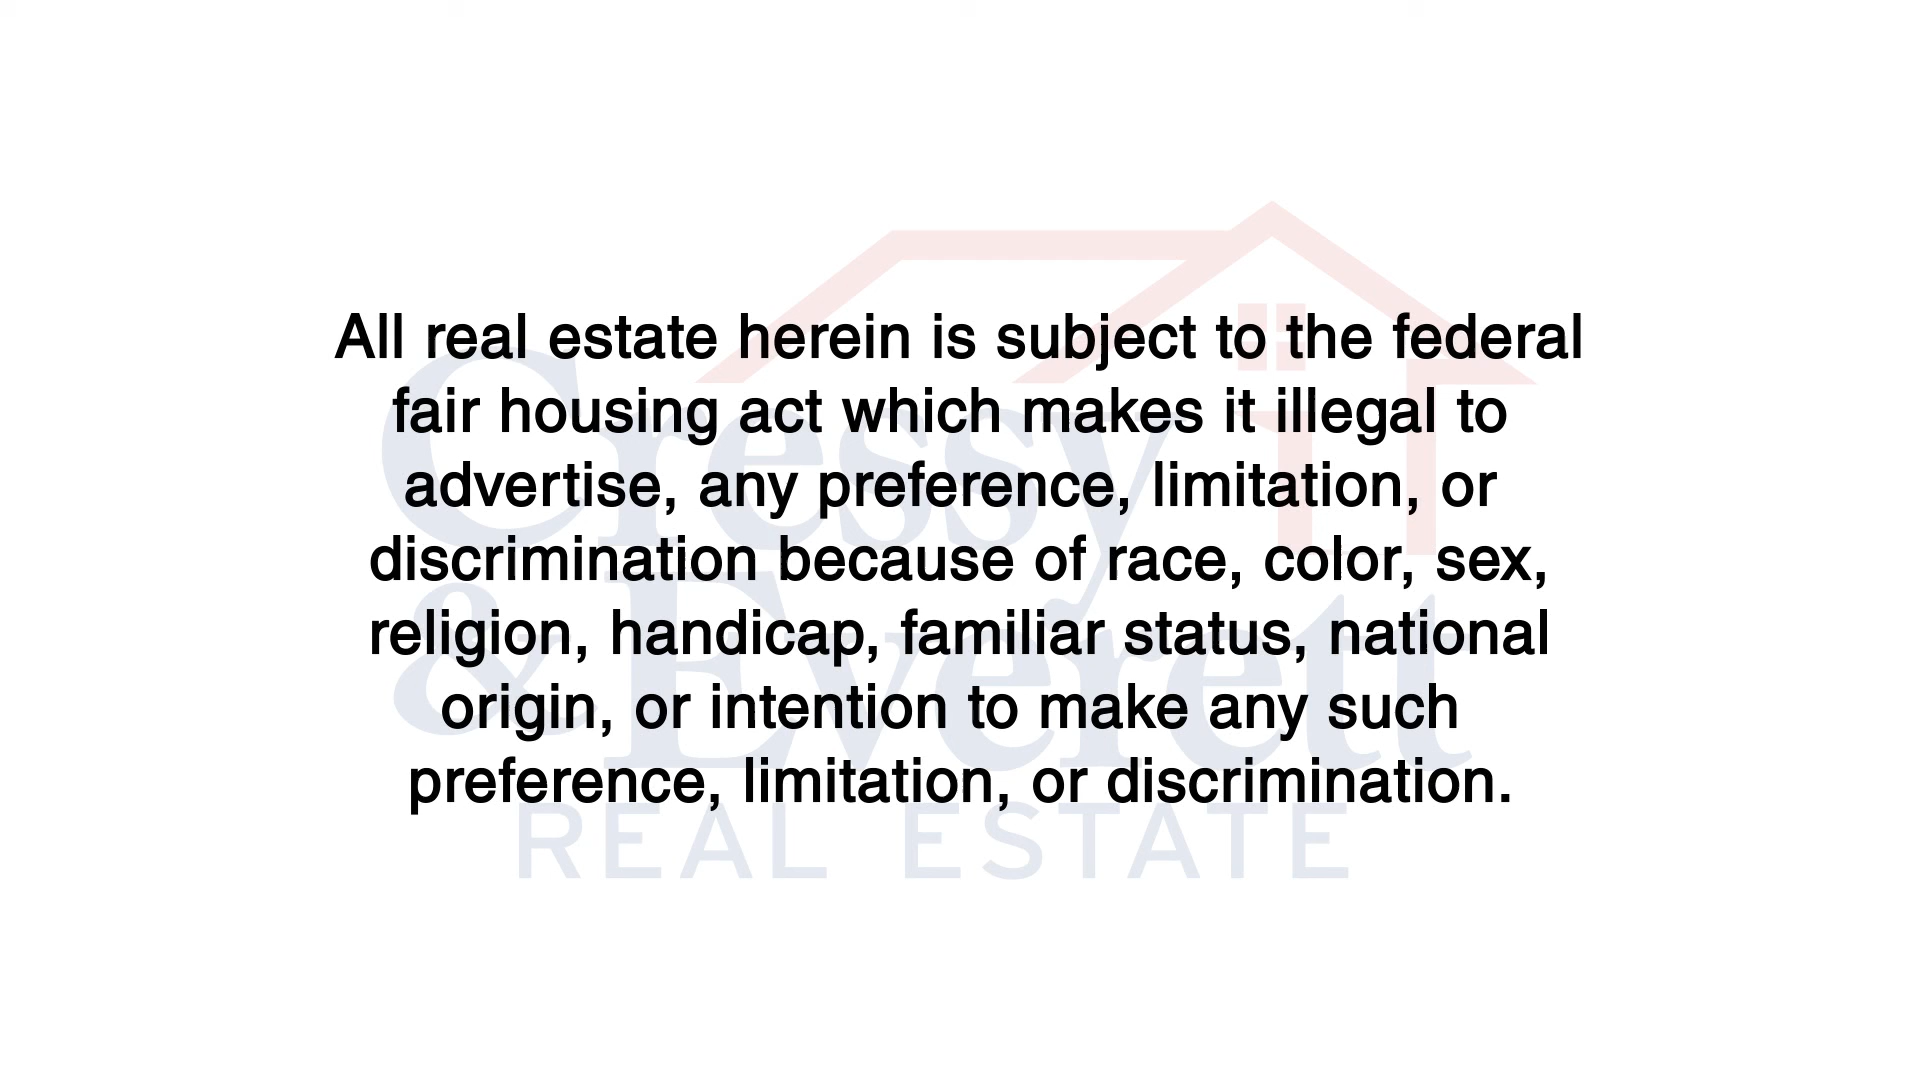 All real estate herein is subject to the federal
fair housing act which makes it illegal to
advertise, any preference, limitation, or
discrimination because of race, color, sex,
religion, handicap, familiar status, national
origin, or intention to make any such
preference, limitation, or discrimination.
Cressy
& Everett
REAL ESTATE